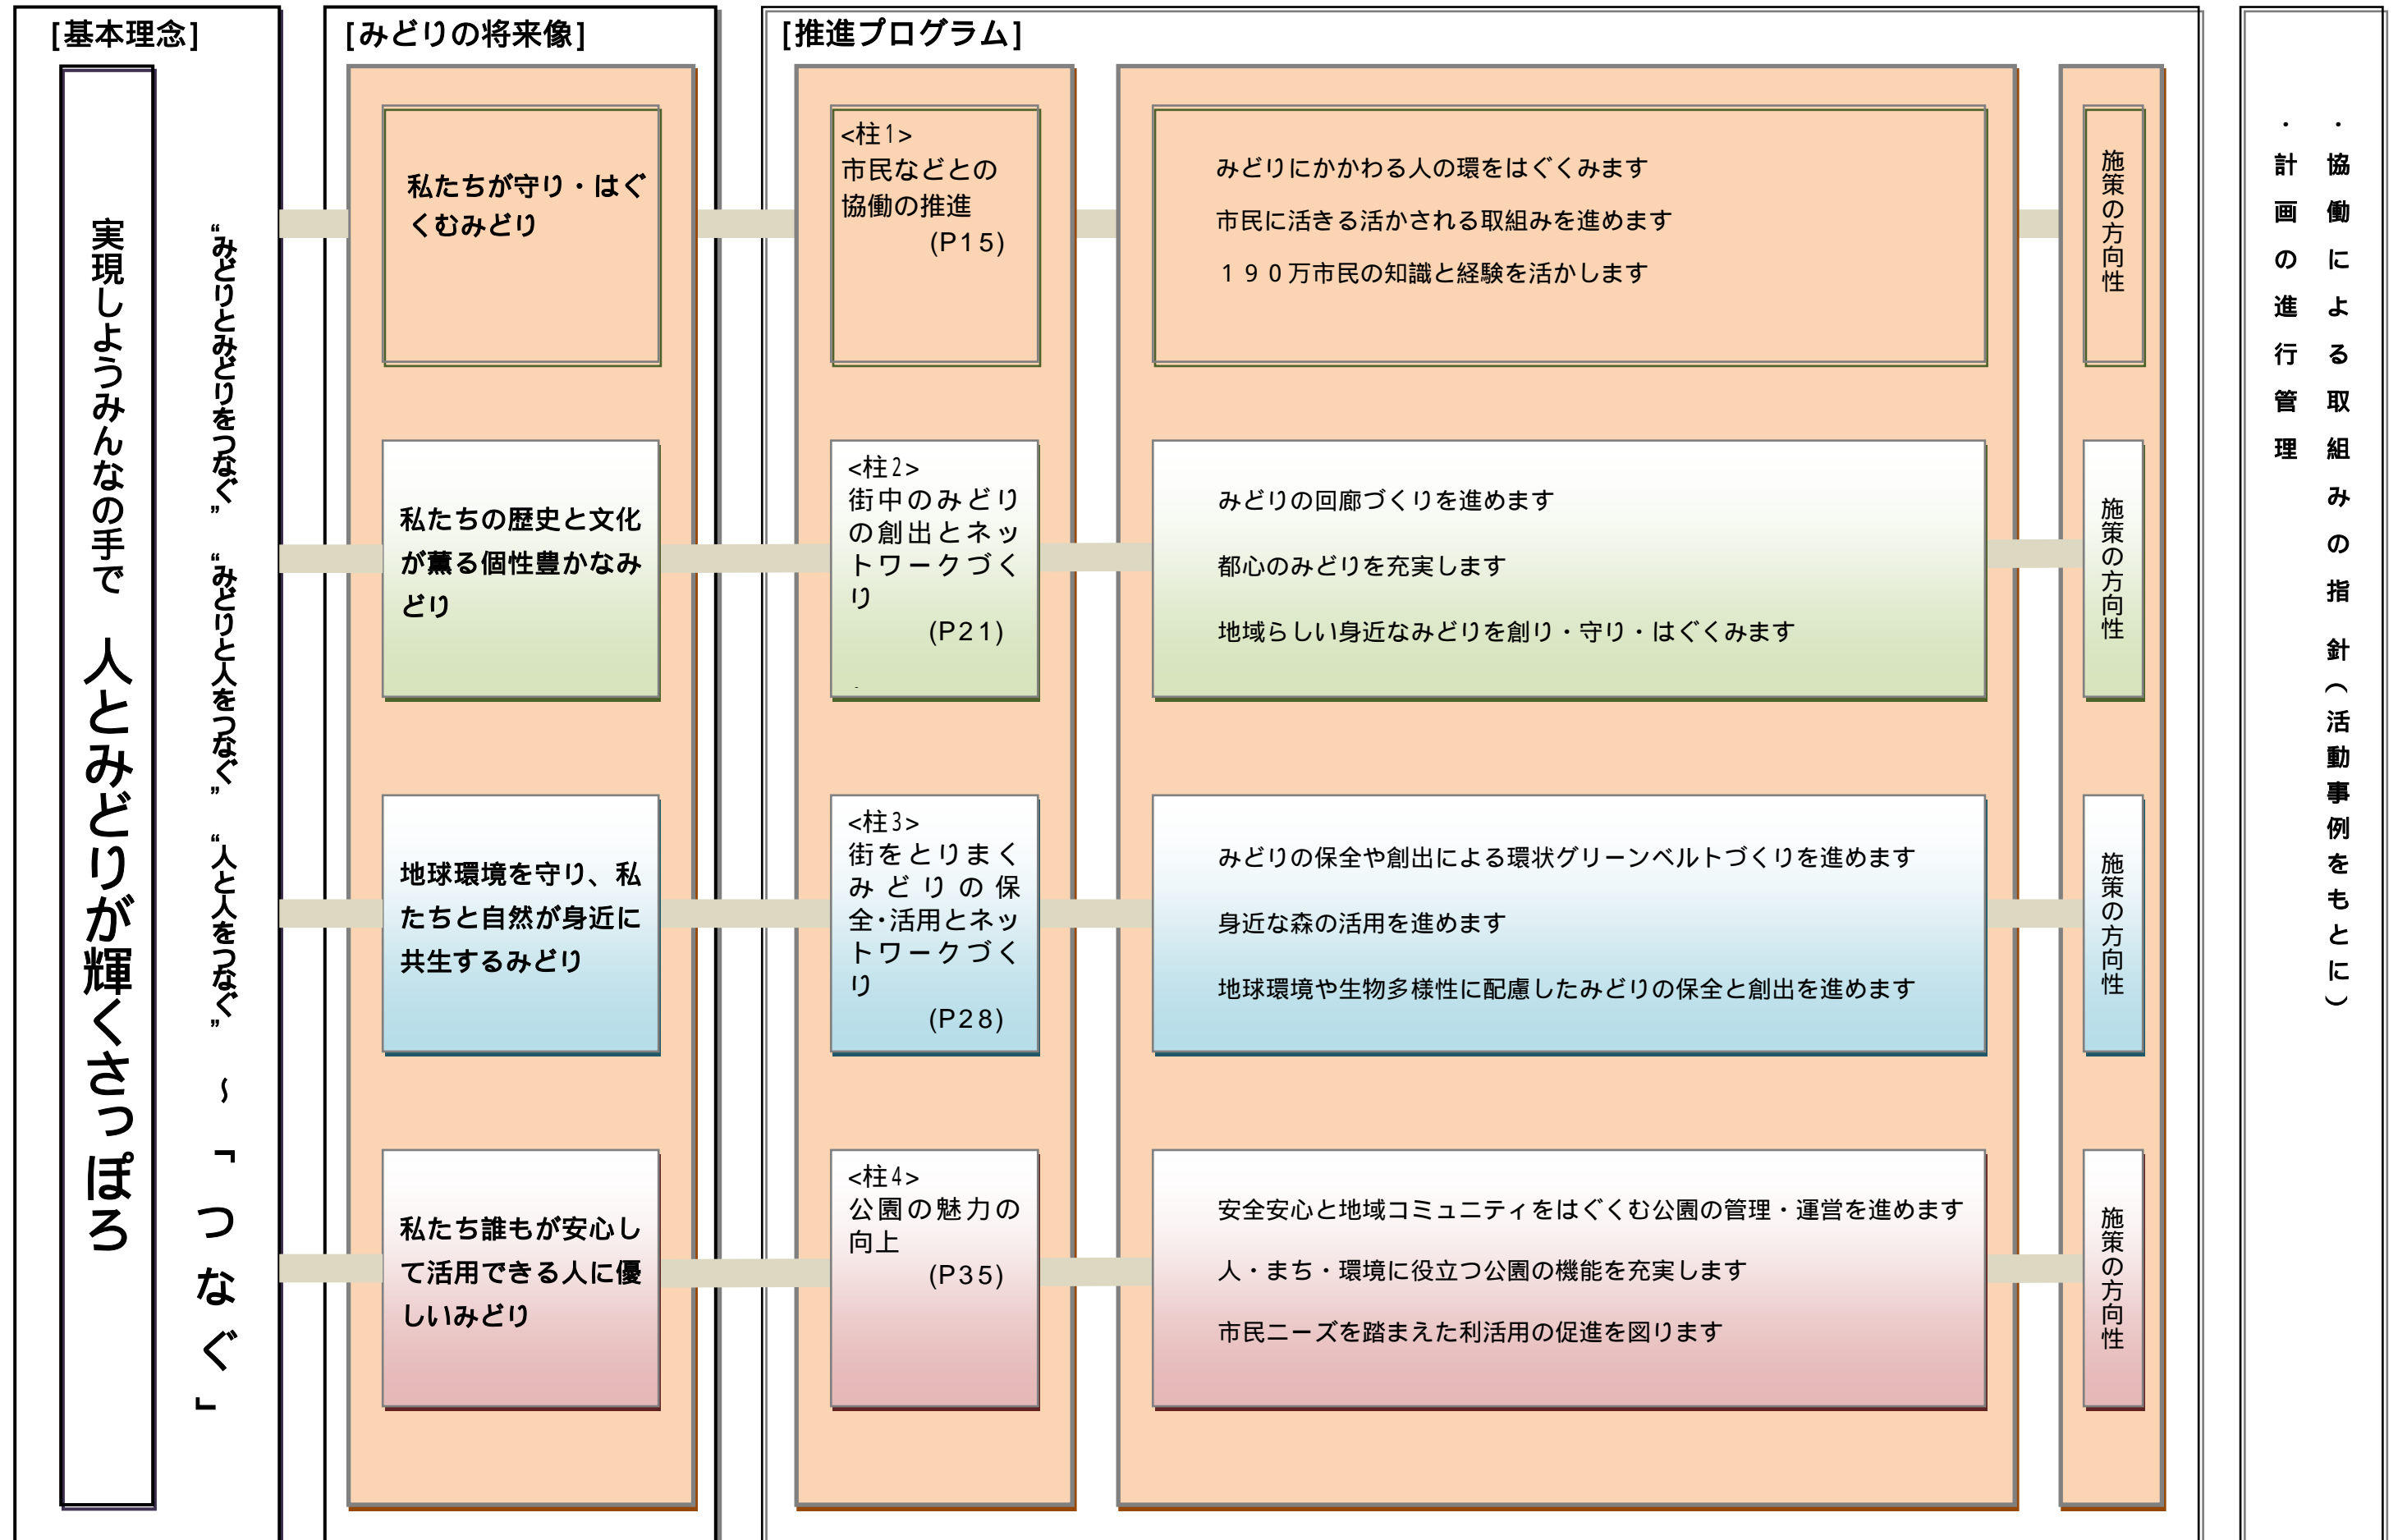 [基本理念]
実現しようみんなの手で　人とみどりが輝くさっぽろ
“みどりとみどりをつなぐ”　“みどりと人をつなぐ”　“人と人をつなぐ”　～　「つなぐ」
[みどりの将来像]
私たちが守り・はぐ
くむみどり
私たちの歴史と文化
が薫る個性豊かなみ
どり
地球環境を守り、私
たちと自然が身近に
共生するみどり
私たち誰もが安心し
て活用できる人に優
しいみどり
[推進プログラム]
<柱1>
市民などとの
協働の推進
(P15)
みどりにかかわる人の環をはぐくみます
市民に活きる活かされる取組みを進めます
１９０万市民の知識と経験を活かします
施策の方向性
<柱2>
街中のみどり
の創出とネッ
トワークづく
り
(P21)
みどりの回廊づくりを進めます
都心のみどりを充実します
地域らしい身近なみどりを創り・守り・はぐくみます
施策の方向性
<柱3>
街をとりまく
みどりの保
全・活用とネッ
トワークづく
り
(P28)
みどりの保全や創出による環状グリーンベルトづくりを進めます
身近な森の活用を進めます
地球環境や生物多様性に配慮したみどりの保全と創出を進めます
施策の方向性
<柱4>
公園の魅力の
向上
(P35)
安全安心と地域コミュニティをはぐくむ公園の管理・運営を進めます
人・まち・環境に役立つ公園の機能を充実します
市民ニーズを踏まえた利活用の促進を図ります
施策の方向性
・協働による取組みの指針（活動事例をもとに）
・計画の進行管理